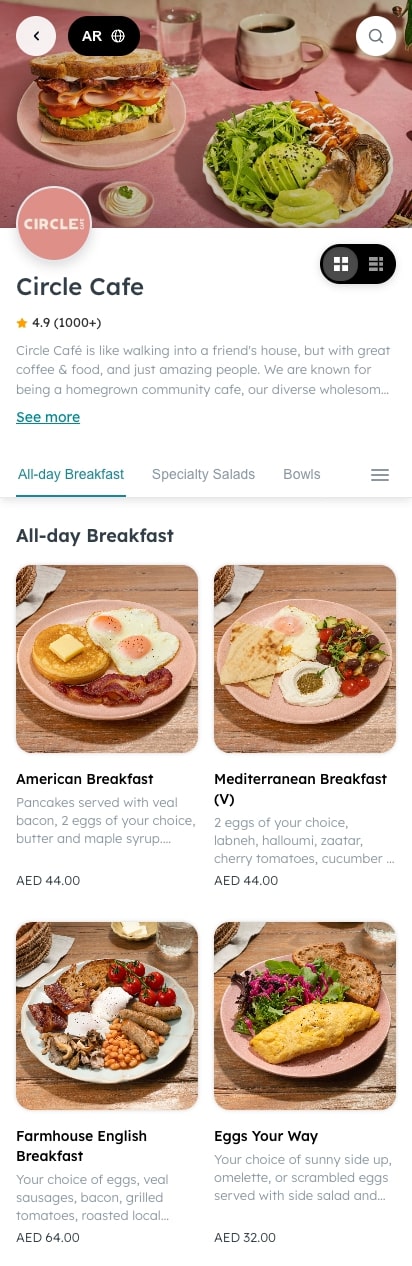 AR
CIRCLE CAFE
Circle Cafe
4.9 (1000+)
Circle Café is like walking into a friend's house, but with great
coffee & food, and just amazing people. We are known for
being a homegrown community cafe, our diverse wholesom...
See more
All-day Breakfast
Specialty Salads
Bowls
All-day Breakfast
American Breakfast
Pancakes served with veal
bacon, 2 eggs of your choice,
butter and maple syrup....
AED 44.00
Mediterranean Breakfast
(V)
2 eggs of your choice,
labneh, halloumi, zaatar,
cherry tomatoes, cucumber ...
AED 44.00
Farmhouse English
Breakfast
Your choice of eggs, veal
sausages, bacon, grilled
tomatoes, roasted local...
AED 64.00
Eggs Your Way
Your choice of sunny side up,
omelette, or scrambled eggs
served with side salad and...
AED 32.00